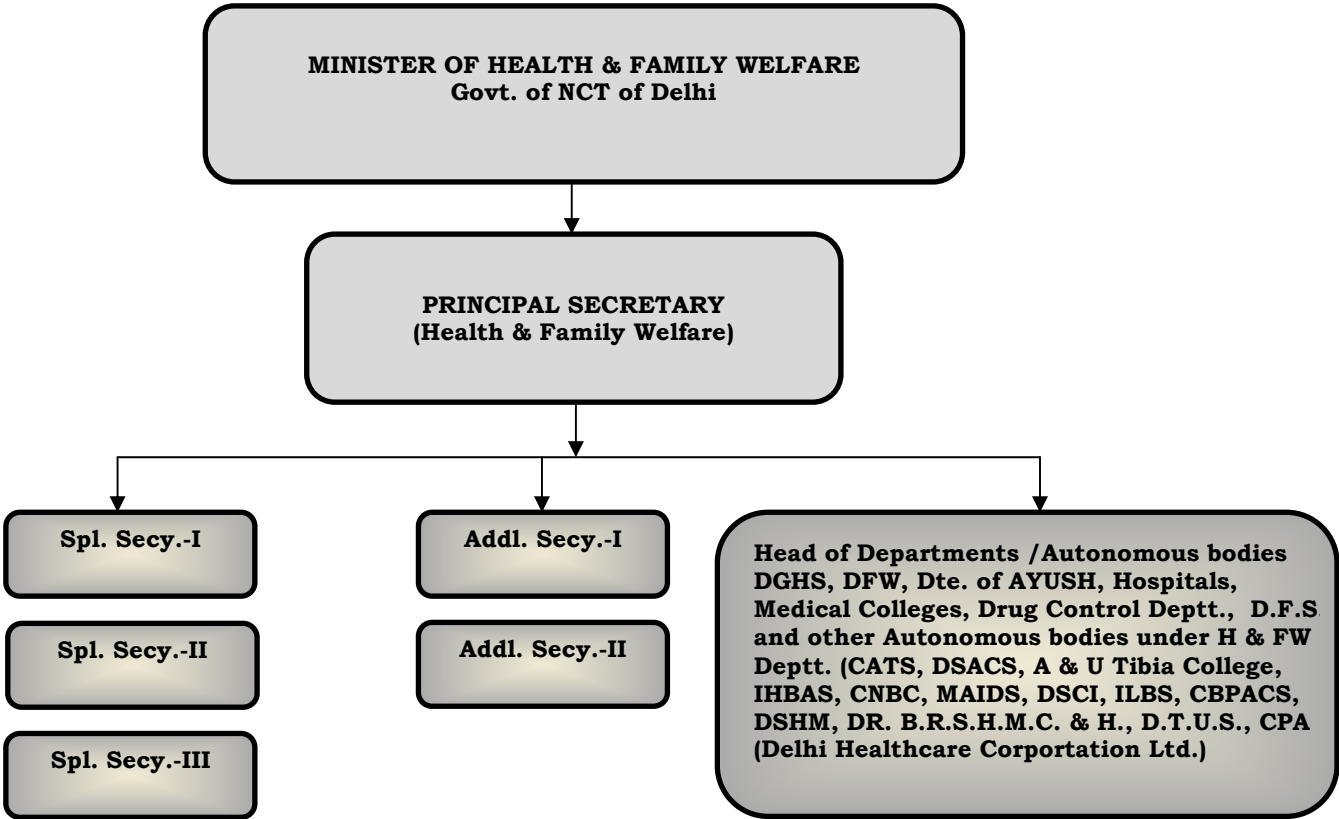 MINISTER OF HEALTH & FAMILY WELFARE
Govt. of NCT of Delhi
PRINCIPAL SECRETARY
(Health & Family Welfare)
Spl. Secy.-I
Spl. Secy.-II
Spl. Secy.-III
Addl. Secy.-I
Addl. Secy.-II
Head of Departments /Autonomous bodies
DGHS, DFW, Dte. of AYUSH, Hospitals,
Medical Colleges, Drug Control Deptt.,  D.F.S.
and other Autonomous bodies under H & FW
Deptt. (CATS, DSACS, A & U Tibia College,
IHBAS, CNBC, MAIDS, DSCI, ILBS, CBPACS,
DSHM, DR. B.R.S.H.M.C. & H., D.T.U.S., CPA
(Delhi Healthcare Corportation Ltd.)